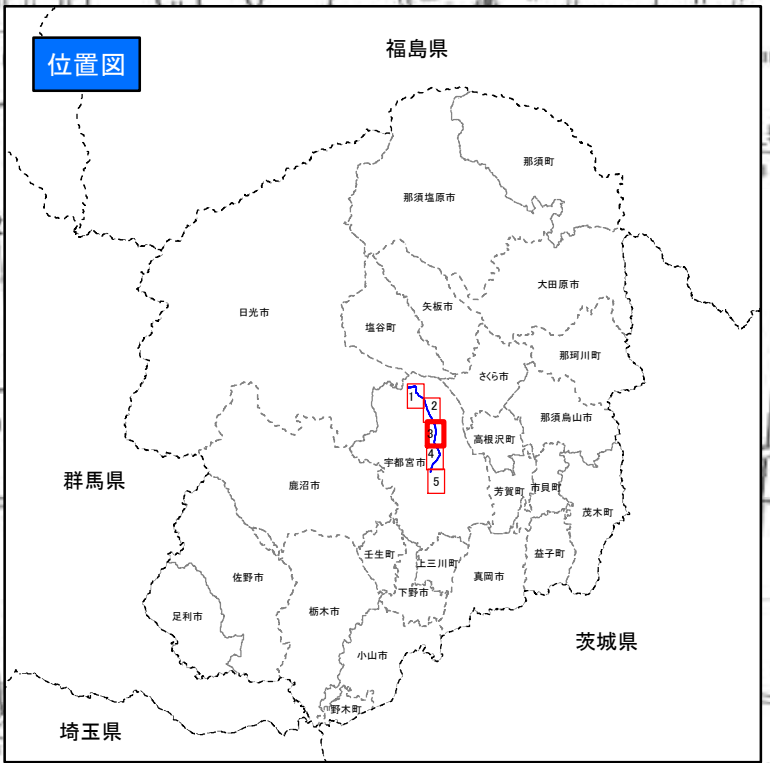 位置図
福島県
那須町
那須塩原市
大田原市
日光市
矢板市
塩谷町
那珂川町
さくら市
1
2
那須烏山市
3
高根沢町
4
宇都宮市
群馬県
鹿沼市
5
芳賀町
市貝町
茂木町
壬生町
上三川町
益子町
佐野市
真岡市
下野市
足利市
栃木市
茨城県
小山市
野木町
埼玉県